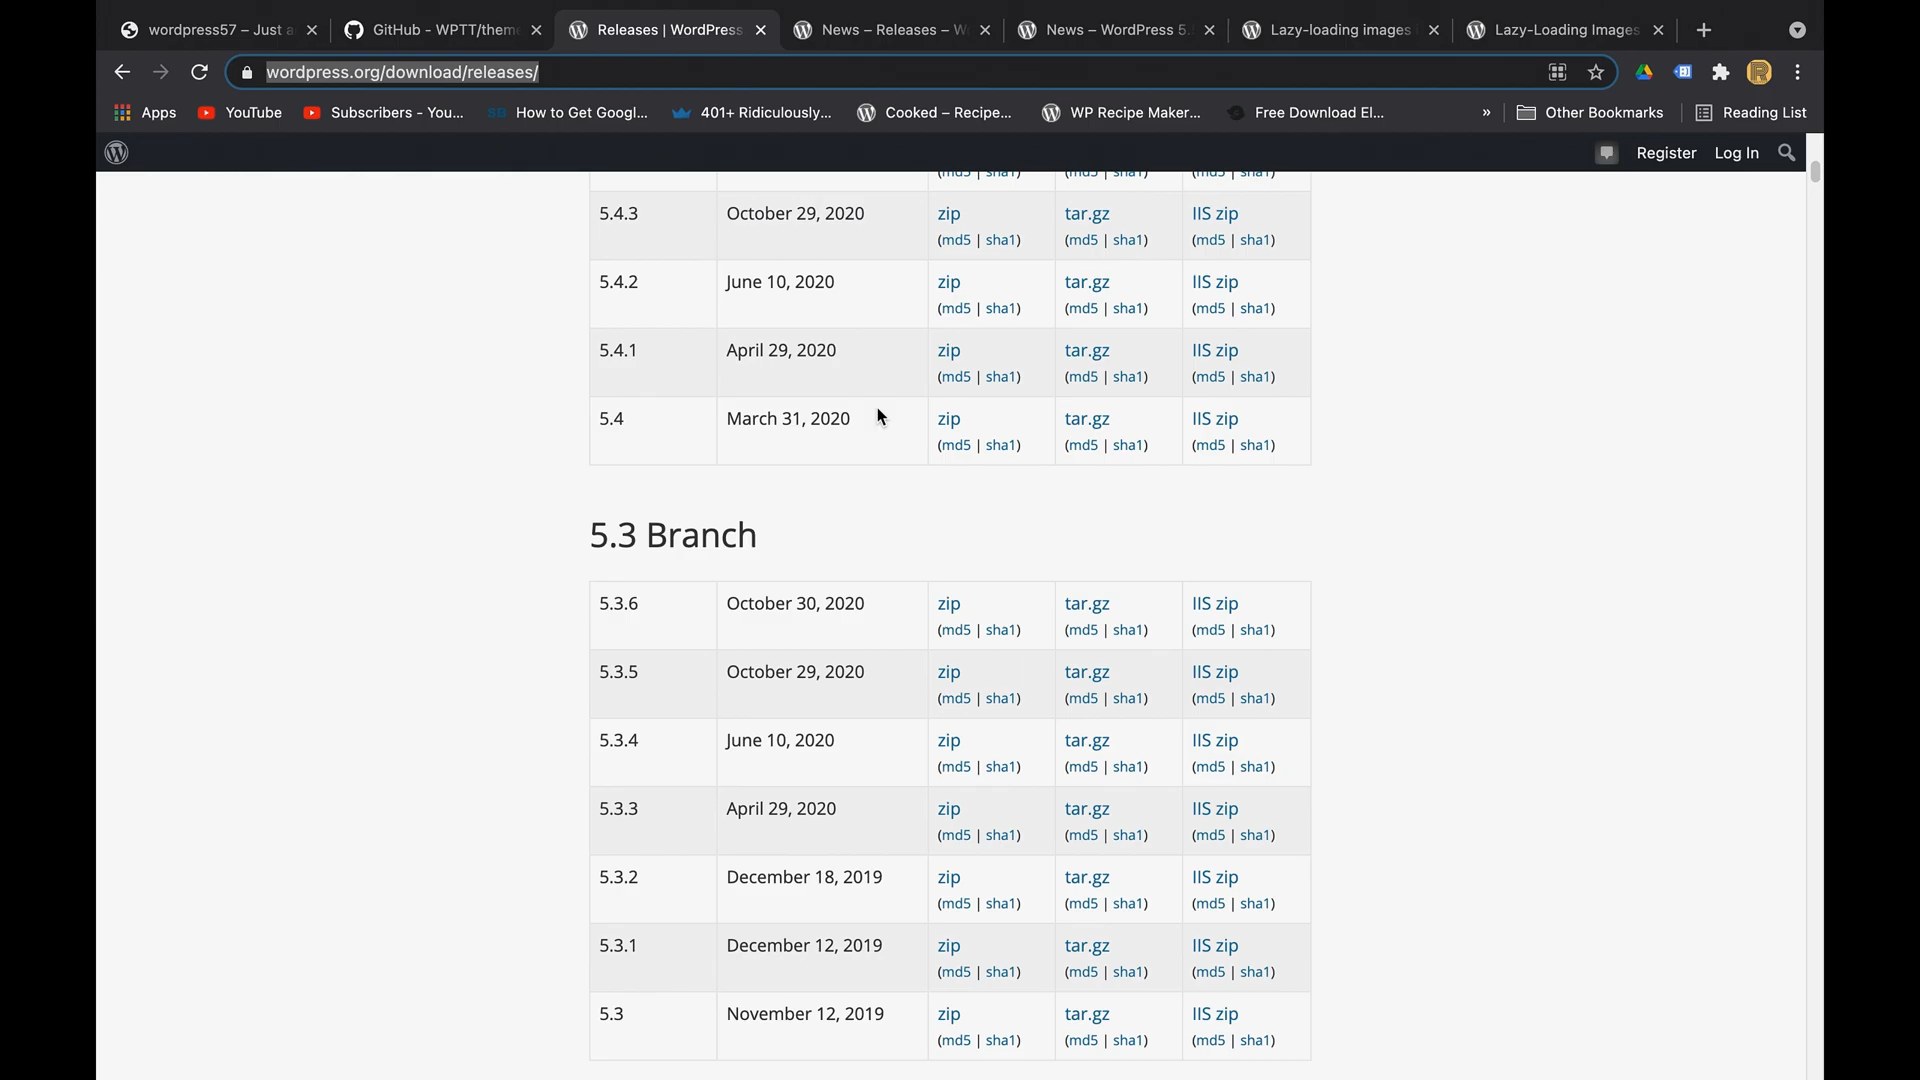 wordpress57 – Just a
GitHub - WPTT/theme
Releases | WordPress
News – Releases – W
News – WordPress 5.
Lazy-loading images i
Lazy-Loading Images
wordpress.org/download/releases/
Apps
YouTube
Subscribers - You...
How to Get Googl...
401+ Ridiculously...
Cooked – Recipe...
WP Recipe Maker...
Free Download El...
»
Other Bookmarks
Reading List
Register
Log In
(md5 | sha1) (md5 | sha1) (md5 | sha1)
5.4.3 October 29, 2020 zip tar.gz IIS zip
(md5 | sha1) (md5 | sha1) (md5 | sha1)
5.4.2 June 10, 2020 zip tar.gz IIS zip
(md5 | sha1) (md5 | sha1) (md5 | sha1)
5.4.1 April 29, 2020 zip tar.gz IIS zip
(md5 | sha1) (md5 | sha1) (md5 | sha1)
5.4 March 31, 2020 zip tar.gz IIS zip
(md5 | sha1) (md5 | sha1) (md5 | sha1)
5.3 Branch
5.3.6 October 30, 2020 zip tar.gz IIS zip
(md5 | sha1) (md5 | sha1) (md5 | sha1)
5.3.5 October 29, 2020 zip tar.gz IIS zip
(md5 | sha1) (md5 | sha1) (md5 | sha1)
5.3.4 June 10, 2020 zip tar.gz IIS zip
(md5 | sha1) (md5 | sha1) (md5 | sha1)
5.3.3 April 29, 2020 zip tar.gz IIS zip
(md5 | sha1) (md5 | sha1) (md5 | sha1)
5.3.2 December 18, 2019 zip tar.gz IIS zip
(md5 | sha1) (md5 | sha1) (md5 | sha1)
5.3.1 December 12, 2019 zip tar.gz IIS zip
(md5 | sha1) (md5 | sha1) (md5 | sha1)
5.3 November 12, 2019 zip tar.gz IIS zip
(md5 | sha1) (md5 | sha1) (md5 | sha1)